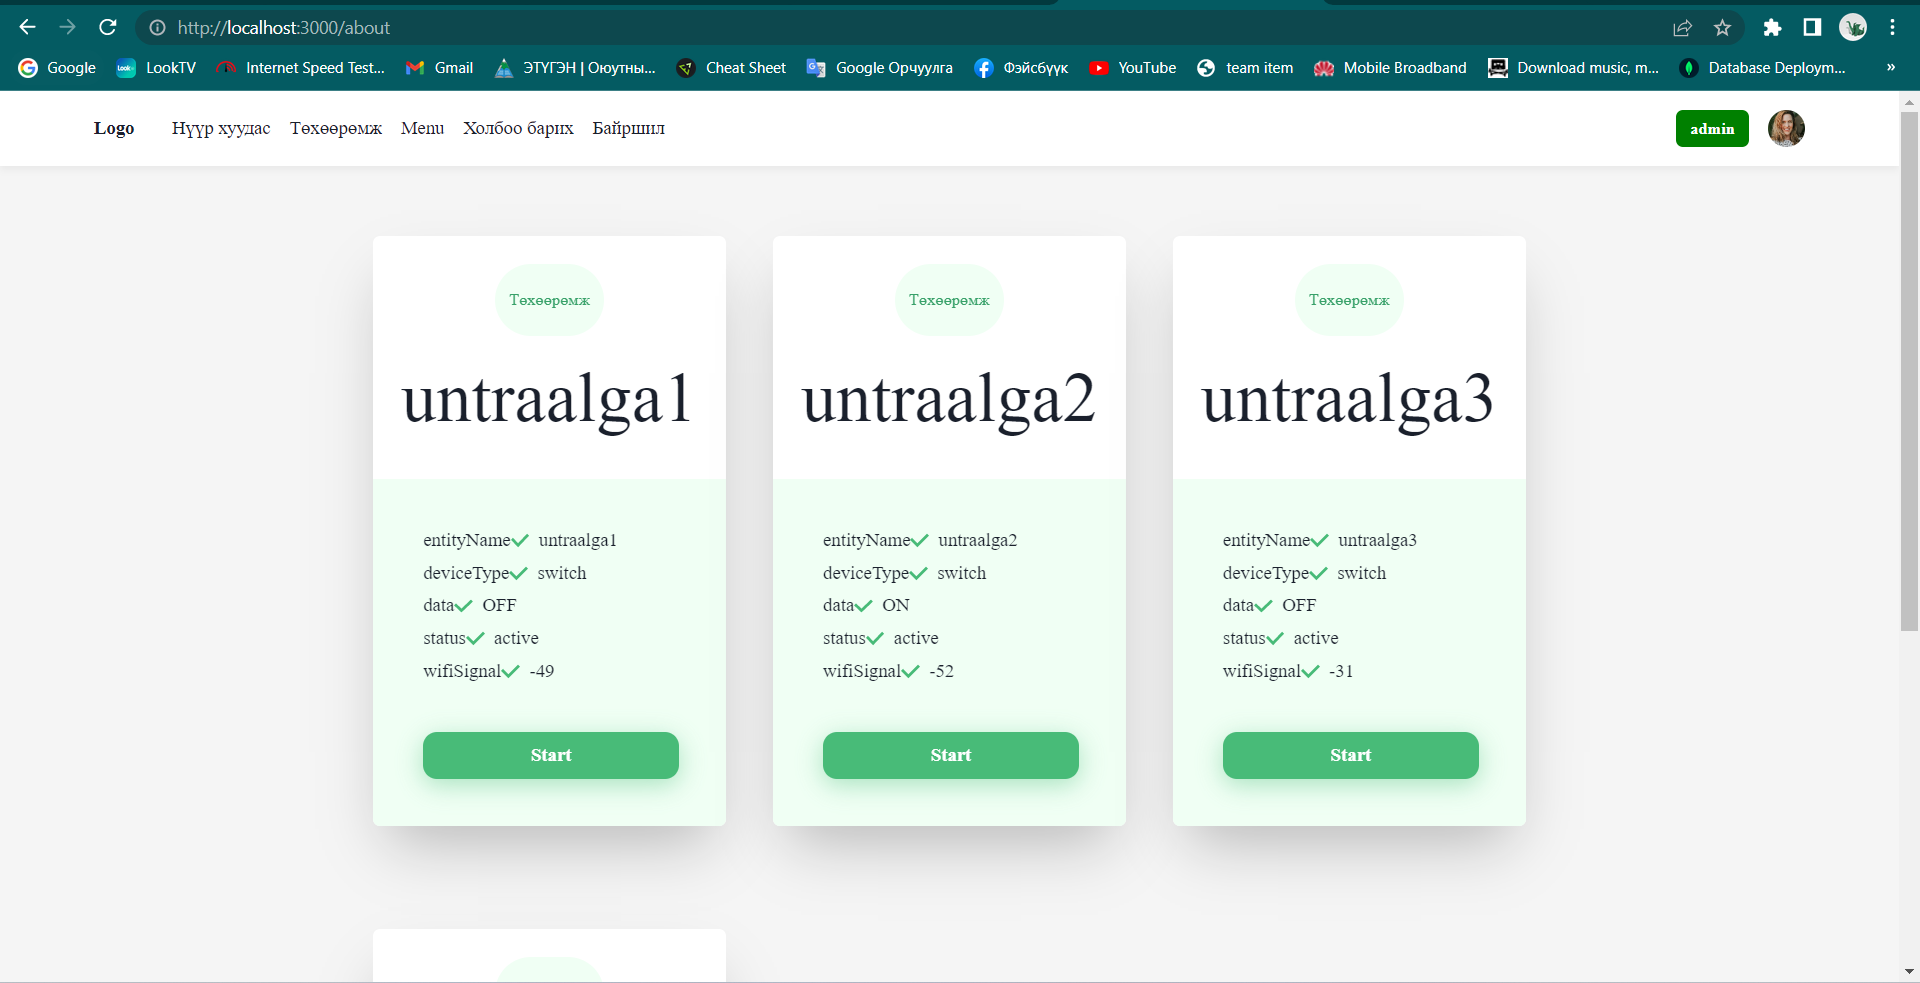 http://localhost:3000/about
Google LookTV Internet Speed Test... Gmail ЭТҮГЭН | Оюутны... Cheat Sheet Google Орчуулга Фэйсбүүк YouTube team item Mobile Broadband Download music, m... Database Deploym... »
Logo Нүүр хуудас Төхөөрөмж Menu Холбоо барих Байршил admin
Төхөөрөмж
untraalga1
entityName untraalga1
deviceType switch
data OFF
status active
wifiSignal -49
Start
Төхөөрөмж
untraalga2
entityName untraalga2
deviceType switch
data ON
status active
wifiSignal -52
Start
Төхөөрөмж
untraalga3
entityName untraalga3
deviceType switch
data OFF
status active
wifiSignal -31
Start